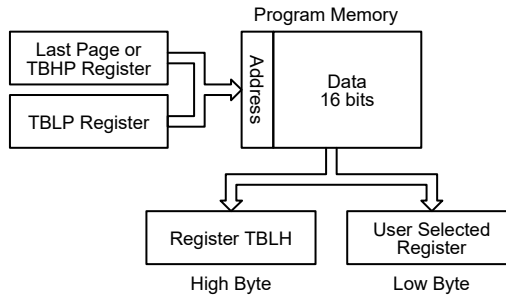 Program Memory
Last Page or
TBHP Register
TBLP Register
Address
Data
16 bits
Register TBLH
User Selected
Register
High Byte
Low Byte